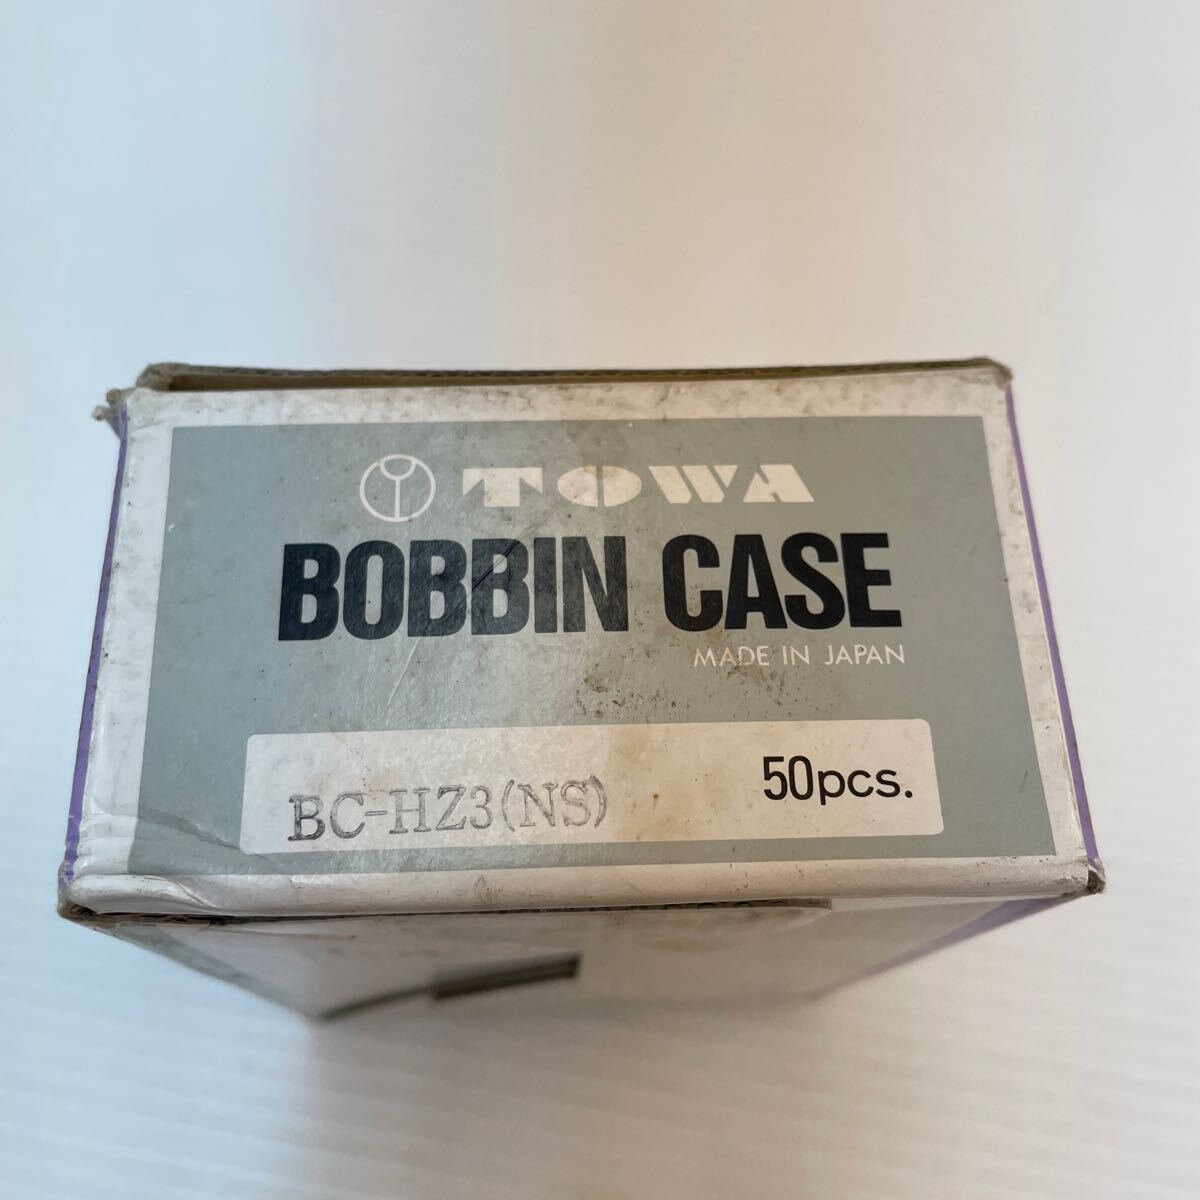 TOWA
BOBBIN CASE
MADE IN JAPAN
BC-HZ3(NS) 50pcs.